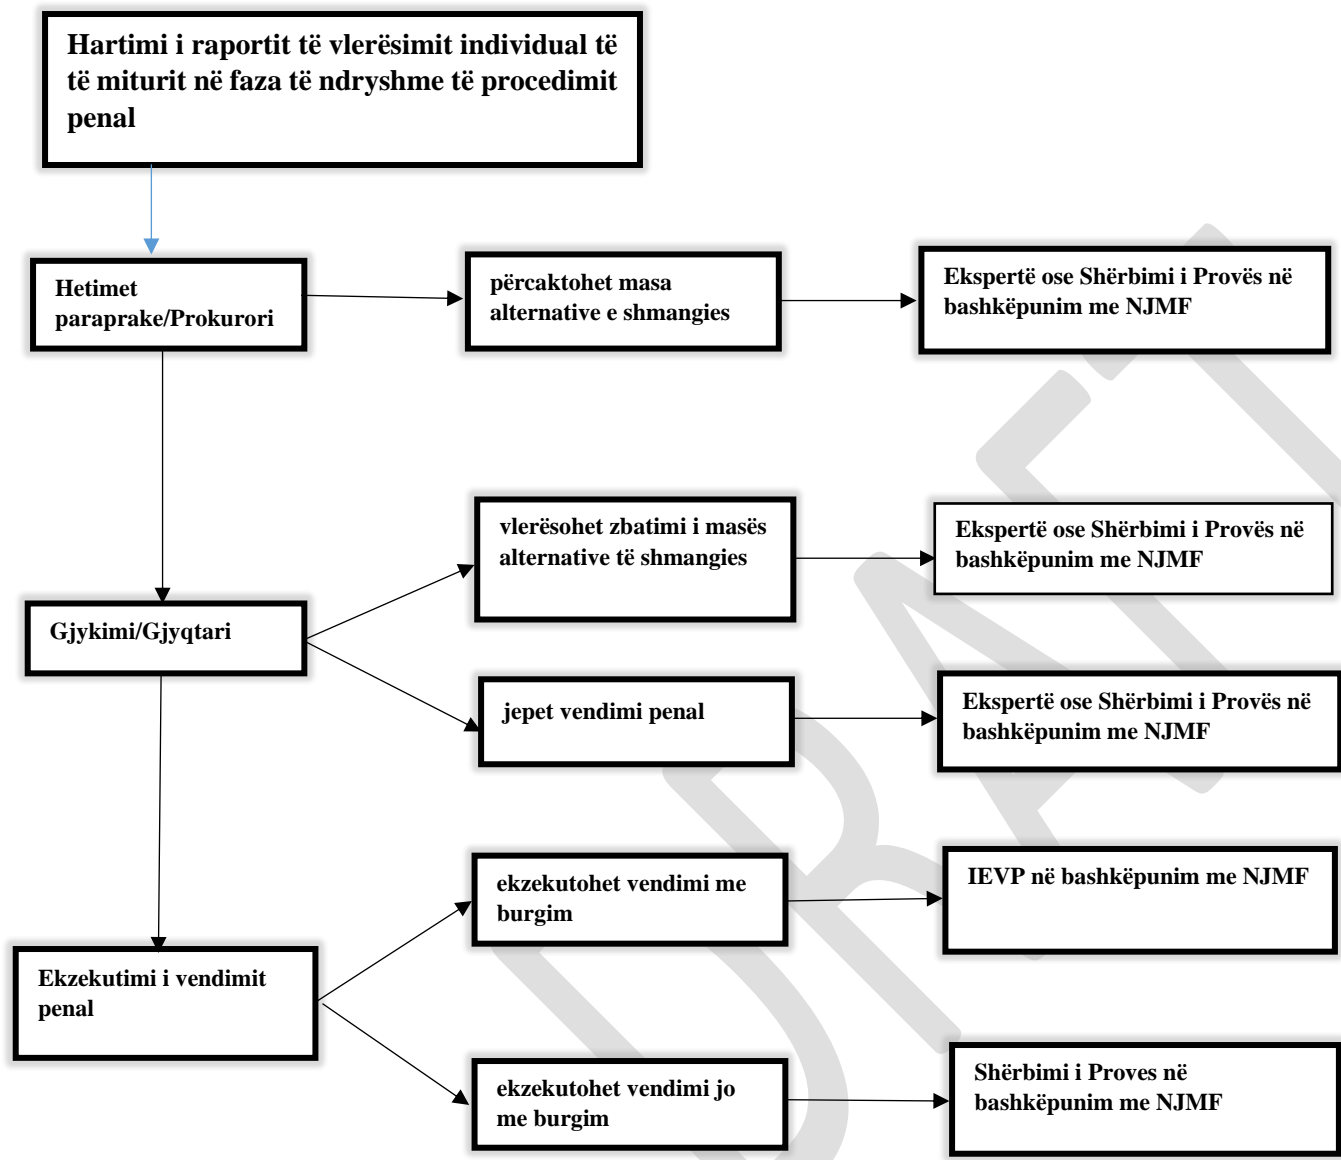 Hartimi i raportit të vlerësimit individual të
të miturit në faza të ndryshme të procedimit
penal
Hetimet
paraprake/Prokurori
përcaktohet masa
alternative e shmangies
Ekspertë ose Shërbimi i Provës në
bashkëpunim me NJMF
vlerësohet zbatimi i masës
alternative të shmangies
Ekspertë ose Shërbimi i Provës në
bashkëpunim me NJMF
Gjykimi/Gjyqtari
jepet vendimi penal
Ekspertë ose Shërbimi i Provës në
bashkëpunim me NJMF
ekzekutohet vendimi me
burgim
IEVP në bashkëpunim me NJMF
Ekzekutimi i vendimit
penal
ekzekutohet vendimi jo
me burgim
Shërbimi i Proves në
bashkëpunim me NJMF
DRAFT